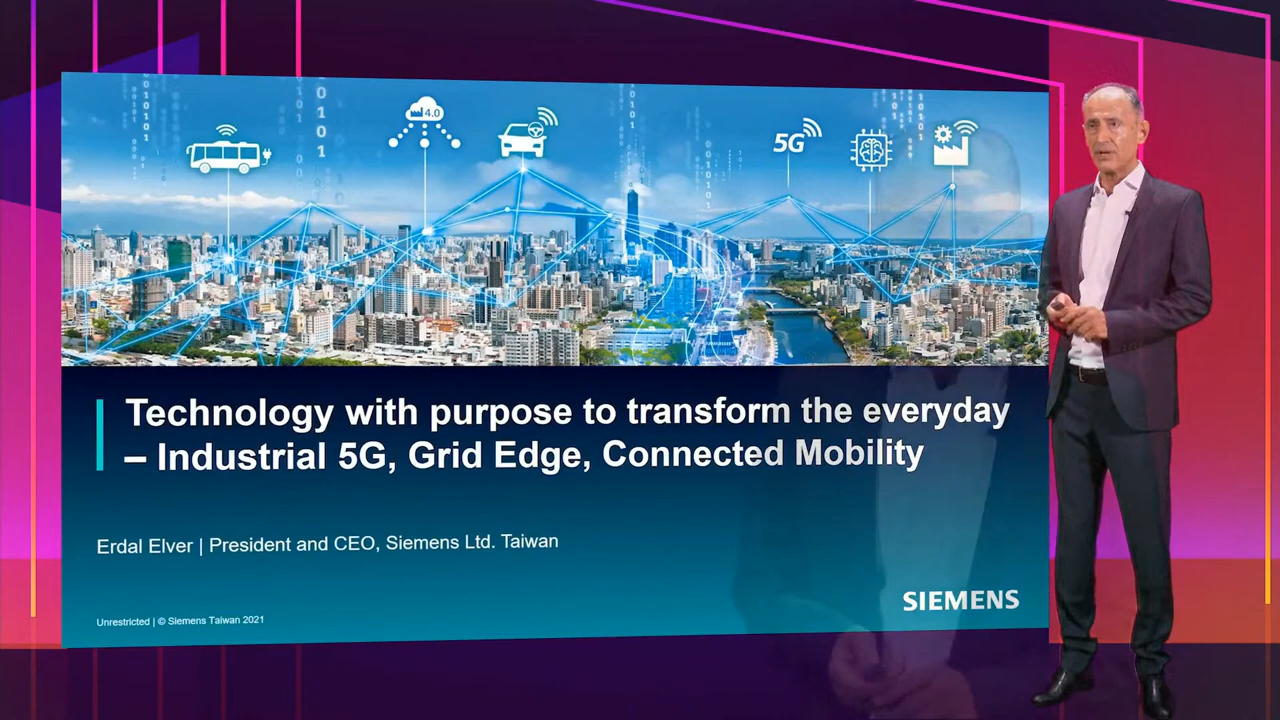 4.0
5G
Technology with purpose to transform the everyday
– Industrial 5G, Grid Edge, Connected Mobility
Erdal Elver | President and CEO, Siemens Ltd. Taiwan
SIEMENS
Unrestricted | © Siemens Taiwan 2021